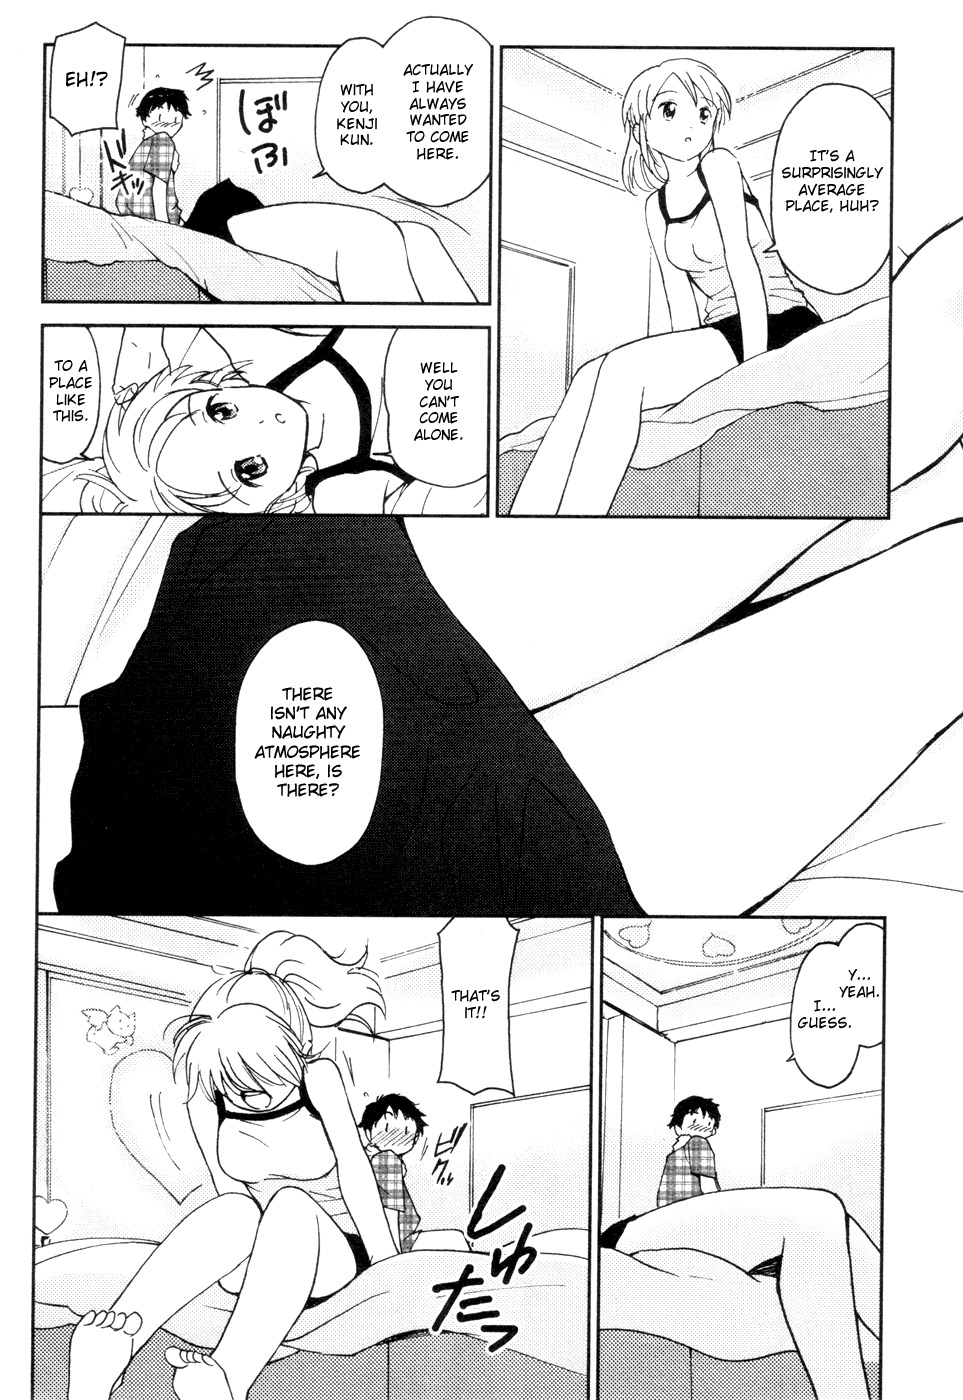 IT'S A
SURPRISINGLY
AVERAGE
PLACE, HUH?
ACTUALLY
I HAVE
ALWAYS
WANTED
TO COME
HERE.
WITH
YOU,
KENJI
KUN.
ぼふ
EH!?
ドキッ
WELL
YOU
CAN'T
COME
ALONE.
TO A
PLACE
LIKE
THIS.
THERE
ISN'T ANY
NAUGHTY
ATMOSPHERE
HERE, IS
THERE?
Y...
YEAH.
I...
GUESS.
THAT'S
IT!!
ビクッ
しゅたっ